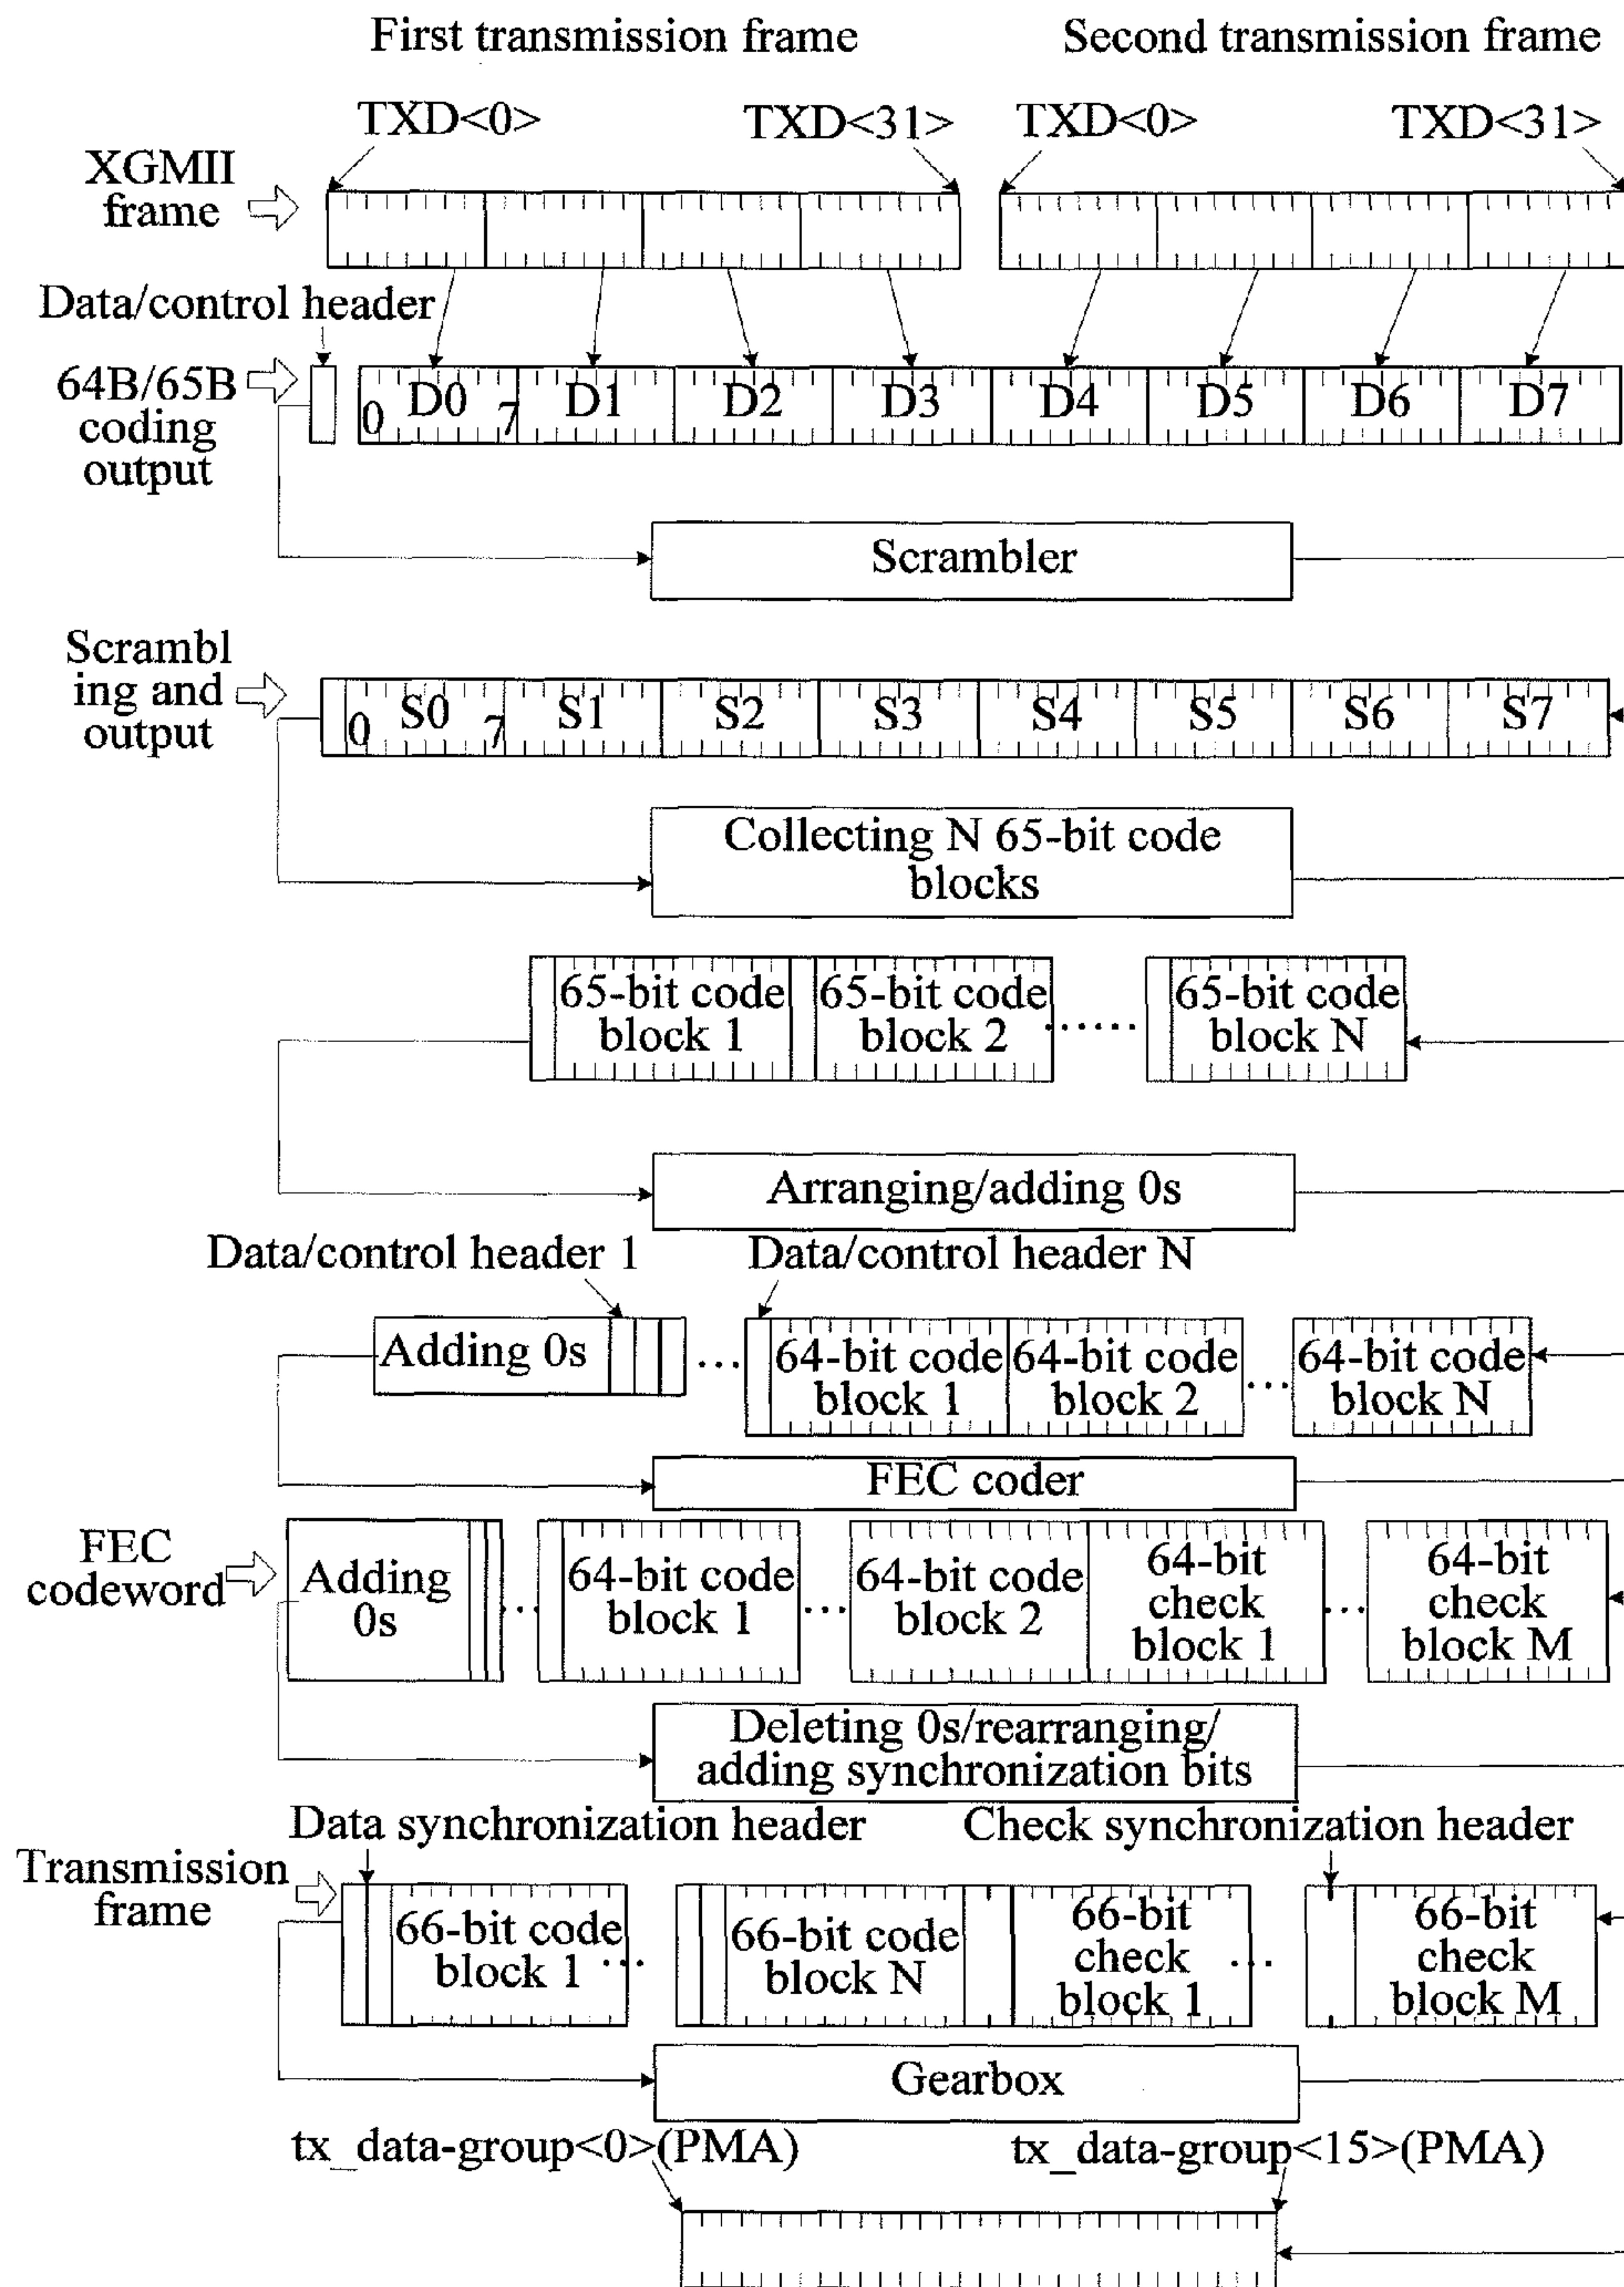 First transmission frame
Second transmission frame
TXD<0>
TXD<31>
TXD<0>
TXD<31>
XGMII
frame
Data/control header
64B/65B
coding
output
0
D0
7
D1
D2
D3
D4
D5
D6
D7
Scrambler
Scrambl
ing and
output
0
S0
7
S1
S2
S3
S4
S5
S6
S7
Collecting N 65-bit code
blocks
65-bit code
block 1
65-bit code
block 2
......
65-bit code
block N
Arranging/adding 0s
Data/control header 1
Data/control header N
Adding 0s
...
64-bit code
block 1
64-bit code
block 2
...
64-bit code
block N
FEC coder
FEC
codeword
Adding
0s
...
64-bit code
block 1
...
64-bit code
block 2
64-bit
check
block 1
...
64-bit
check
block M
Deleting 0s/rearranging/
adding synchronization bits
Data synchronization header
Check synchronization header
Transmission
frame
66-bit code
block 1
...
66-bit code
block N
66-bit
check
block 1
...
66-bit
check
block M
Gearbox
tx_data-group<0>(PMA)
tx_data-group<15>(PMA)